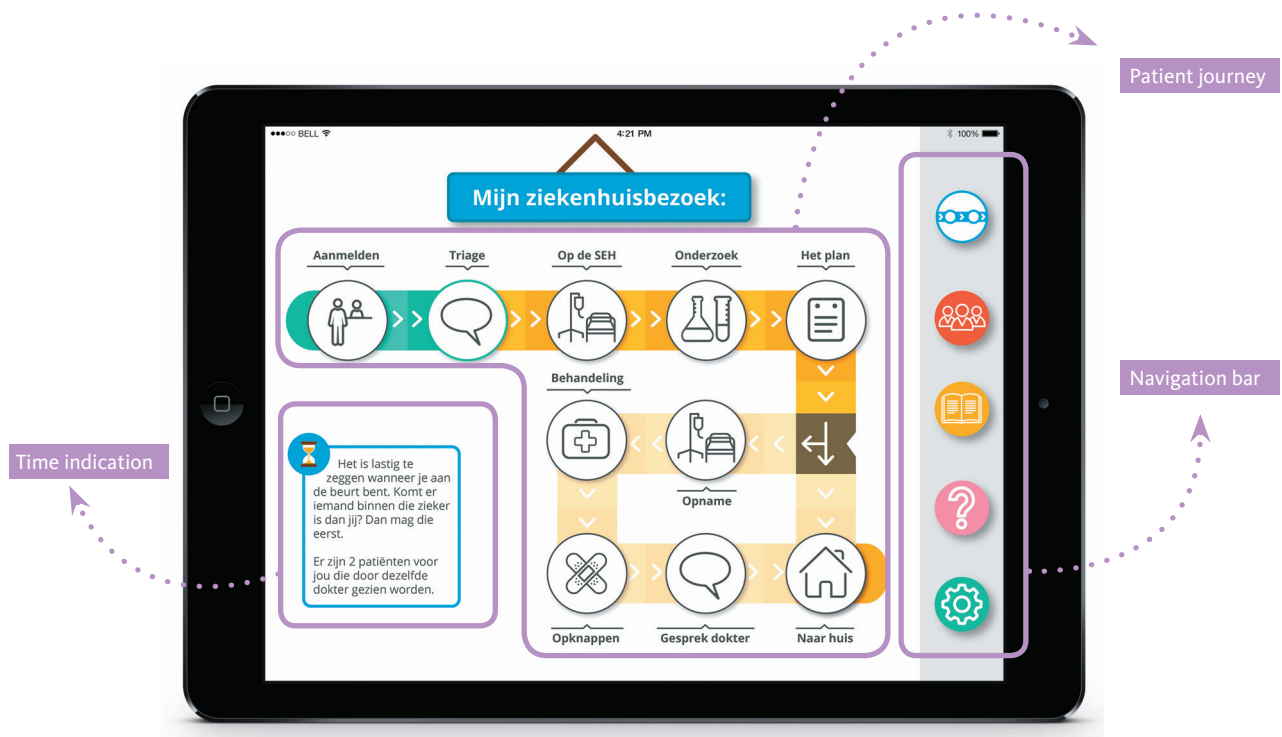 Patient journey
●●●○○ BELL
4:21 PM
100%
Mijn ziekenhuisbezoek:
Aanmelden
Triage
Op de SEH
Onderzoek
Het plan
Behandeling
Navigation bar
Time indication
Het is lastig te
zeggen wanneer je aan
de beurt bent. Komt er
iemand binnen die zieker
is dan jij? Dan mag die
eerst.
Er zijn 2 patiënten voor
jou die door dezelfde
dokter gezien worden.
Opname
?
Opknappen
Gesprek dokter
Naar huis